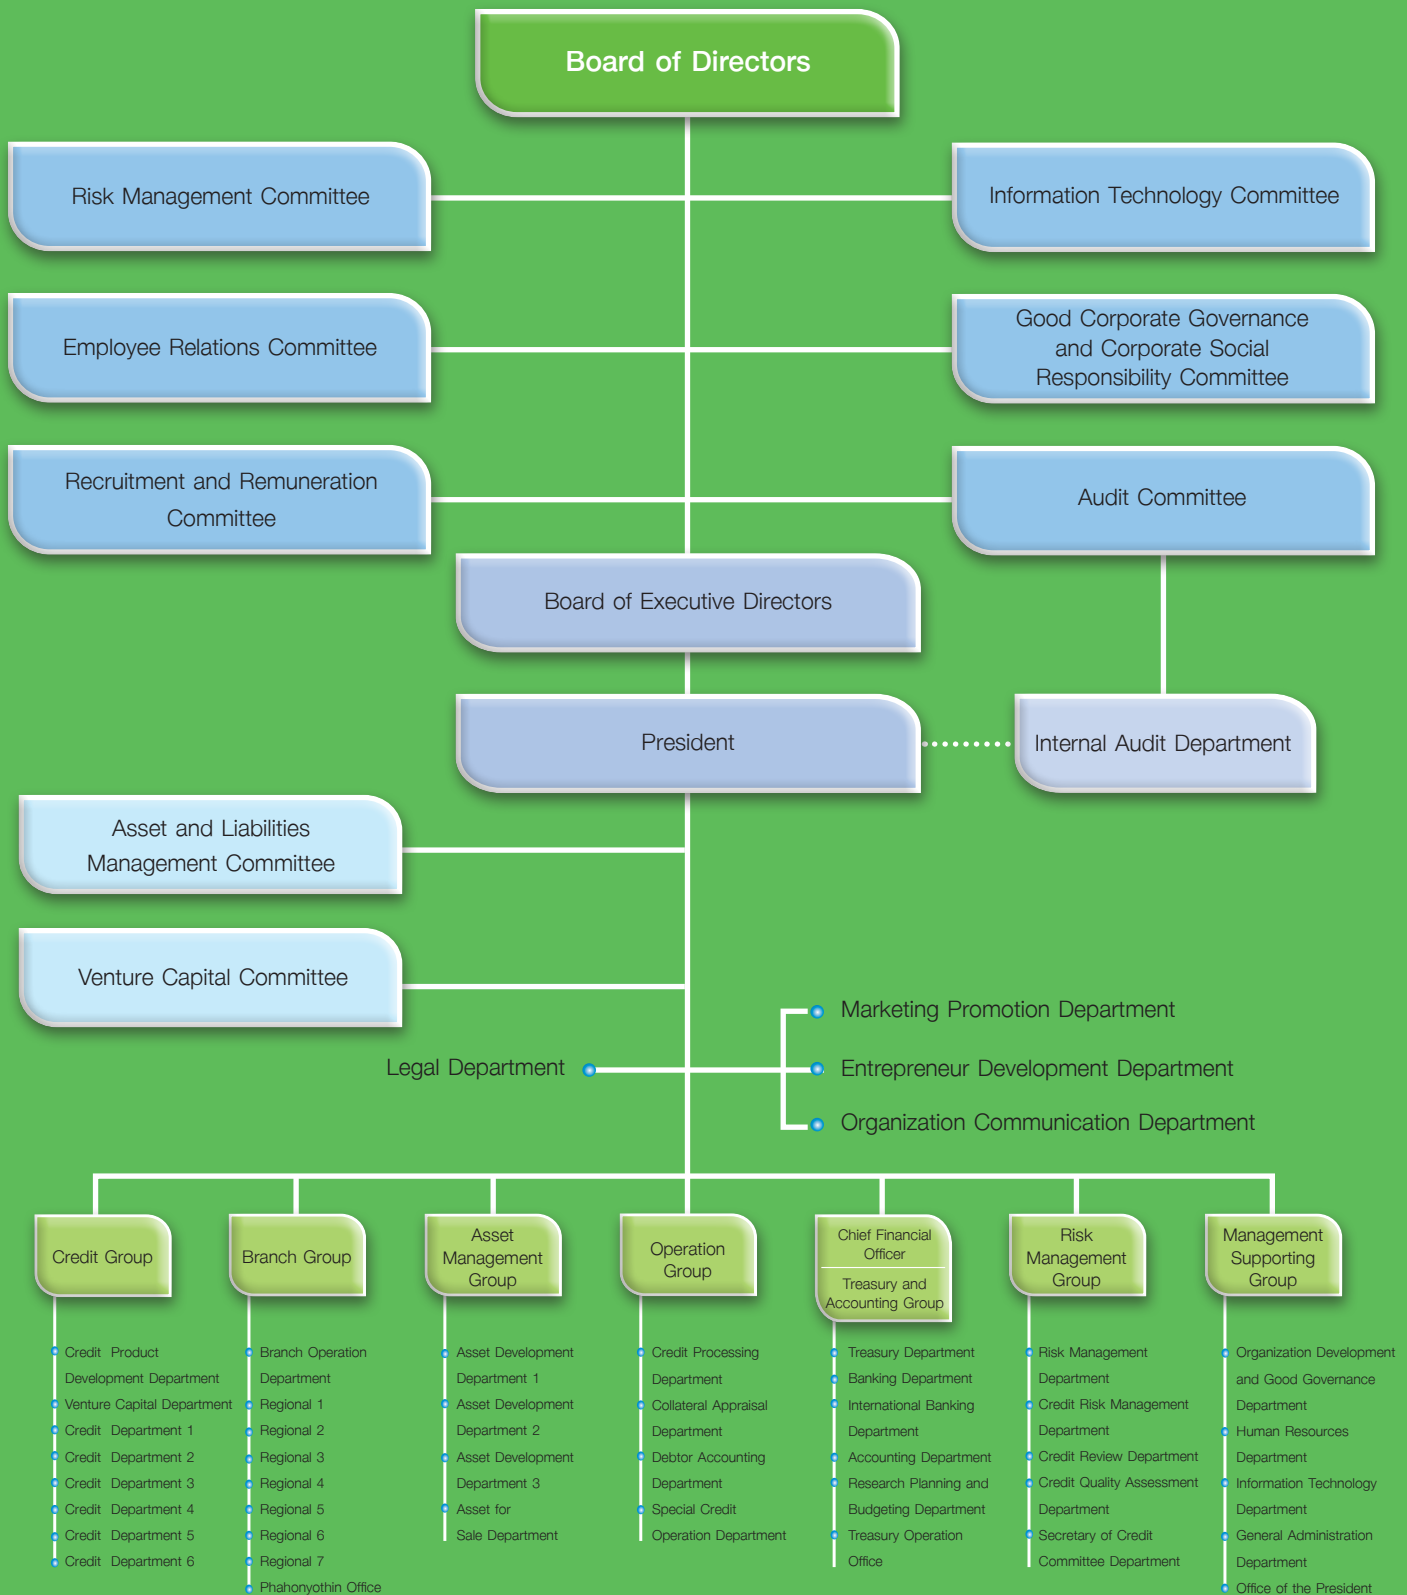 Board of Directors
Risk Management Committee
Information Technology Committee
Employee Relations Committee
Good Corporate Governance
and Corporate Social
Responsibility Committee
Recruitment and Remuneration
Committee
Audit Committee
Board of Executive Directors
President
Internal Audit Department
Asset and Liabilities
Management Committee
Venture Capital Committee
Marketing Promotion Department
Legal Department
Entrepreneur Development Department
Organization Communication Department
Credit Group
Credit Product
Development Department
Venture Capital Department
Credit Department 1
Credit Department 2
Credit Department 3
Credit Department 4
Credit Department 5
Credit Department 6
Branch Group
Branch Operation
Department
Regional 1
Regional 2
Regional 3
Regional 4
Regional 5
Regional 6
Regional 7
Phahonyothin Office
Asset
Management
Group
Asset Development
Department 1
Asset Development
Department 2
Asset Development
Department 3
Asset for
Sale Department
Operation
Group
Credit Processing
Department
Collateral Appraisal
Department
Debtor Accounting
Department
Special Credit
Operation Department
Chief Financial
Officer
Treasury and
Accounting Group
Treasury Department
Banking Department
International Banking
Department
Accounting Department
Research Planning and
Budgeting Department
Treasury Operation
Office
Risk
Management
Group
Risk Management
Department
Credit Risk Management
Department
Credit Review Department
Credit Quality Assessment
Department
Secretary of Credit
Committee Department
Management
Supporting
Group
Organization Development
and Good Governance
Department
Human Resources
Department
Information Technology
Department
General Administration
Department
Office of the President